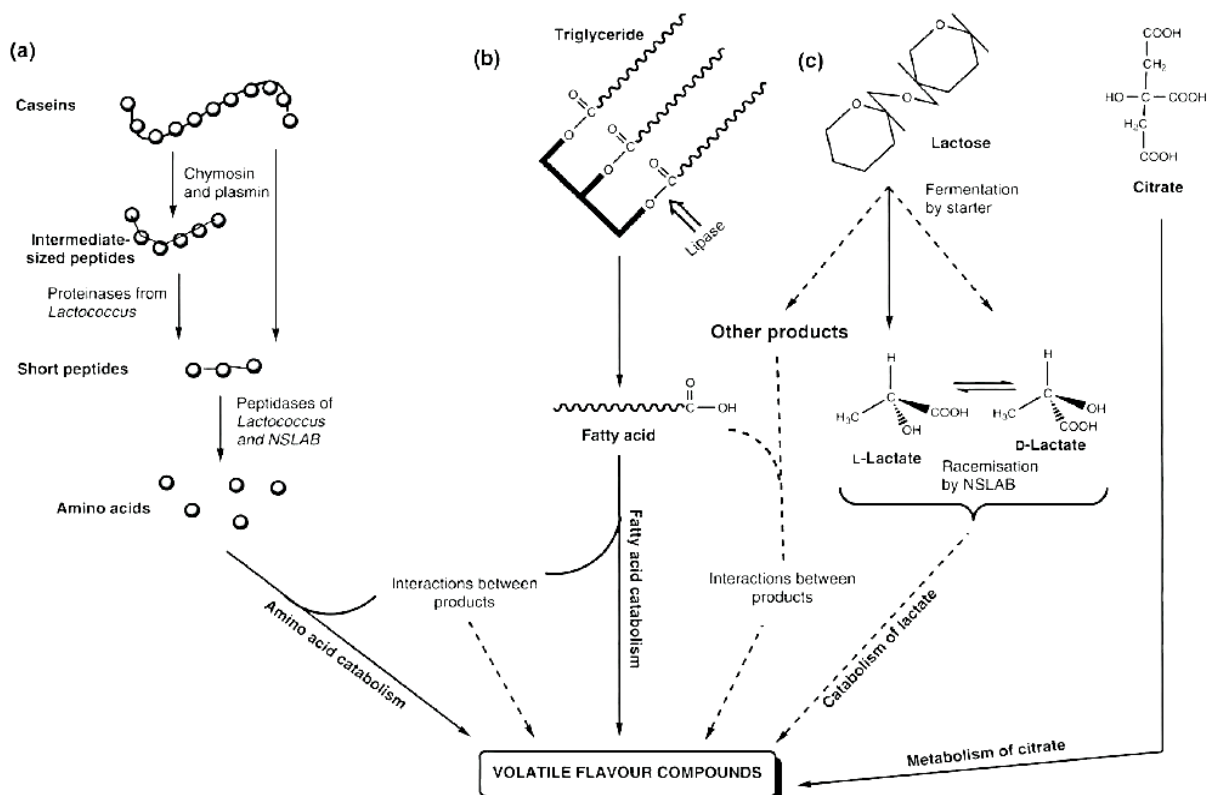 (a)
Caseins
Chymosin
and plasmin
Intermediate-
sized peptides
Proteinases from
Lactococcus
Short peptides
Peptidases of
Lactococcus
and NSLAB
Amino acids
Amino acid catabolism
Interactions between
products
(b)
Triglyceride
O
C
O
O
C
O
O
C
O
Lipase
O
C
OH
Fatty acid
Fatty acid catabolism
Interactions between
products
(c)
O
O
O
Lactose
Fermentation
by starter
Other products
H
C
H3C
COOH
OH
L-Lactate
H
C
H3C
OH
COOH
D-Lactate
Racemisation
by NSLAB
Catabolism of lactate
COOH
CH2
HO C COOH
H2C
COOH
Citrate
Metabolism of citrate
VOLATILE FLAVOUR COMPOUNDS